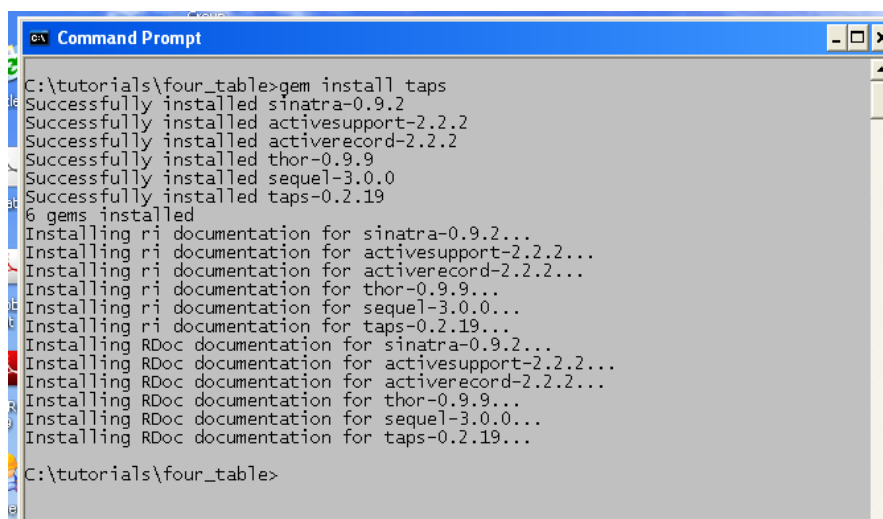 Group
Command Prompt
C:\tutorials\four_table>gem install taps
Successfully installed sinatra-0.9.2
Successfully installed activesupport-2.2.2
Successfully installed activerecord-2.2.2
Successfully installed thor-0.9.9
Successfully installed sequel-3.0.0
Successfully installed taps-0.2.19
6 gems installed
Installing ri documentation for sinatra-0.9.2...
Installing ri documentation for activesupport-2.2.2...
Installing ri documentation for activerecord-2.2.2...
Installing ri documentation for thor-0.9.9...
Installing ri documentation for sequel-3.0.0...
Installing ri documentation for taps-0.2.19...
Installing RDoc documentation for sinatra-0.9.2...
Installing RDoc documentation for activesupport-2.2.2...
Installing RDoc documentation for activerecord-2.2.2...
Installing RDoc documentation for thor-0.9.9...
Installing RDoc documentation for sequel-3.0.0...
Installing RDoc documentation for taps-0.2.19...
C:\tutorials\four_table>